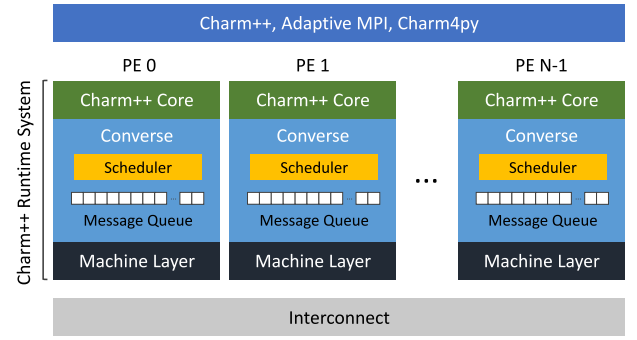 Charm++, Adaptive MPI, Charm4py
PE 0
PE 1
PE N-1
Charm++ Runtime System
Charm++ Core
Charm++ Core
Charm++ Core
Converse
Converse
Converse
Scheduler
Scheduler
Scheduler
...
...
...
...
Message Queue
Message Queue
Message Queue
Machine Layer
Machine Layer
Machine Layer
Interconnect